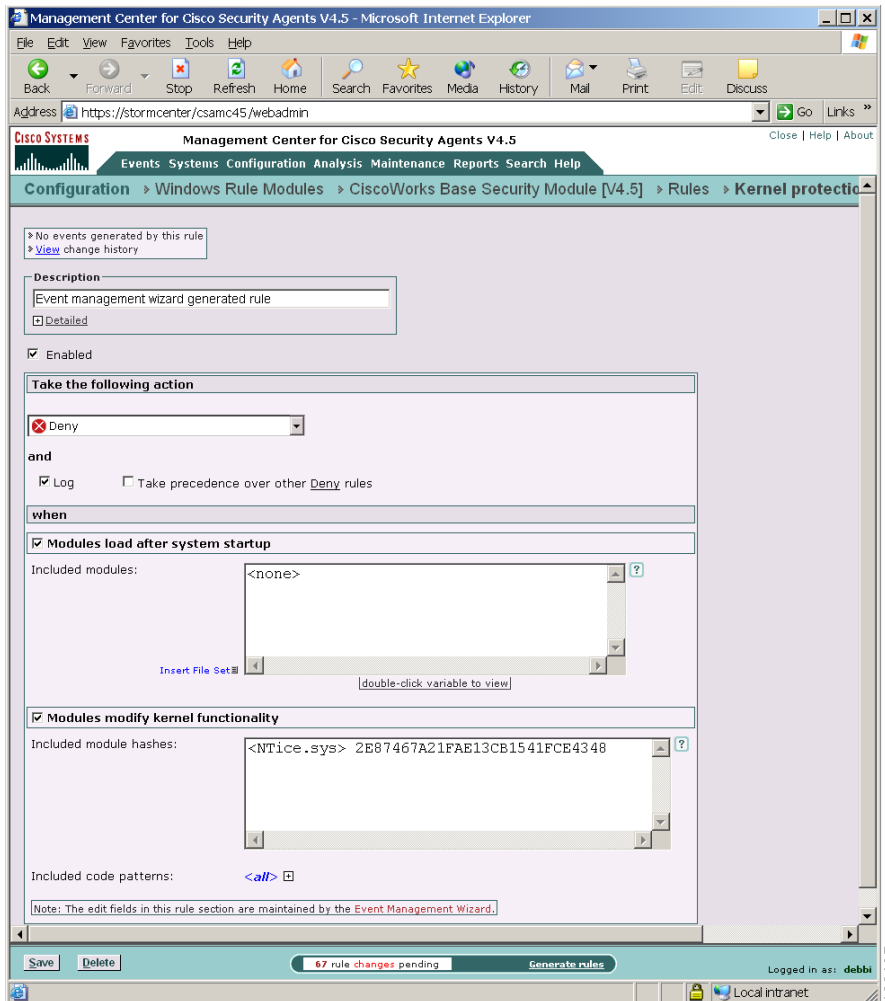 Management Center for Cisco Security Agents V4.5 - Microsoft Internet Explorer
File Edit View Favorites Tools Help
Back Forward Stop Refresh Home Search Favorites Media History Mail Print Edit Discuss
Address https://stormcenter/csamc45/webadmin Go Links »
CISCO SYSTEMS Management Center for Cisco Security Agents V4.5 Close | Help | About
Events Systems Configuration Analysis Maintenance Reports Search Help
Configuration > Windows Rule Modules > CiscoWorks Base Security Module [V4.5] > Rules > Kernel protectio
No events generated by this rule
View change history
Description
Event management wizard generated rule
Detailed
Enabled
Take the following action
Deny
and
Log Take precedence over other Deny rules
when
Modules load after system startup
Included modules: <none> ?
Insert File Set
double-click variable to view
Modules modify kernel functionality
Included module hashes: <NTice.sys> 2E87467A21FAE13CB1541FCE4348 ?
Included code patterns: <all>
Note: The edit fields in this rule section are maintained by the Event Management Wizard.
Save Delete 67 rule changes pending Generate rules Logged in as: debbi
Local intranet